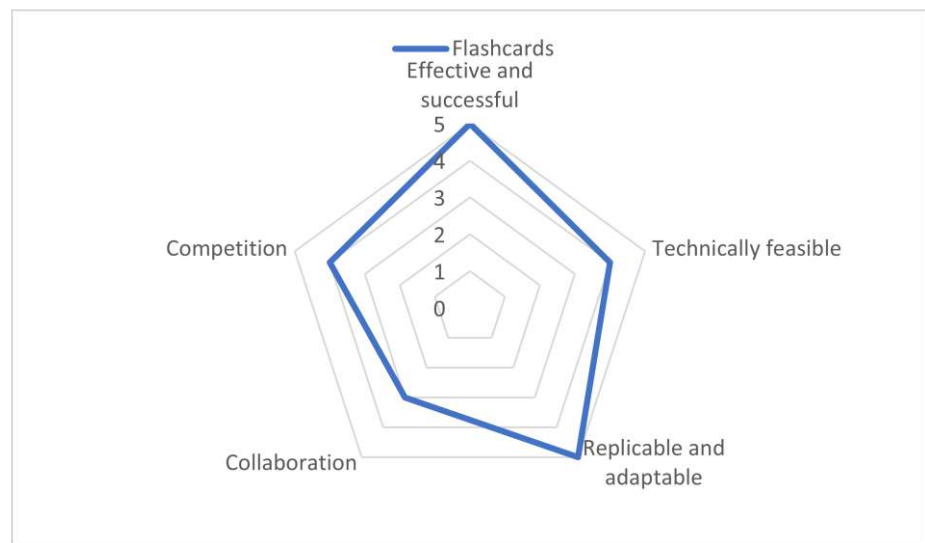 Flashcards
Effective and
successful
5
4
3
2
1
0
Competition
Technically feasible
Collaboration
Replicable and
adaptable